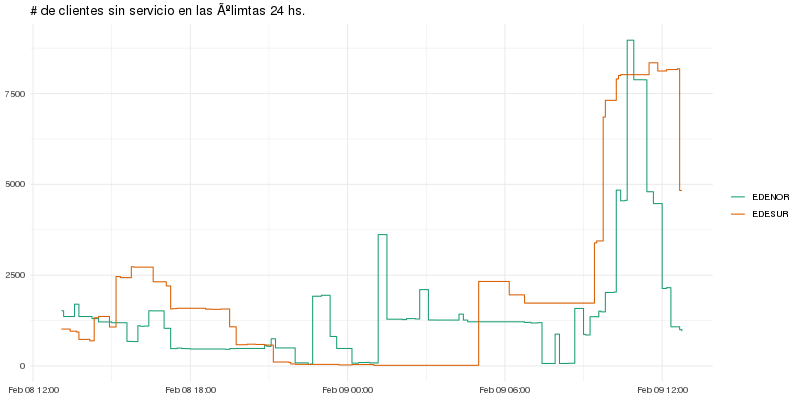 # de clientes sin servicio en las Ãºlimtas 24 hs.
7500
5000
2500
0
Feb 08 12:00
Feb 08 18:00
Feb 09 00:00
Feb 09 06:00
Feb 09 12:00
EDENOR
EDESUR